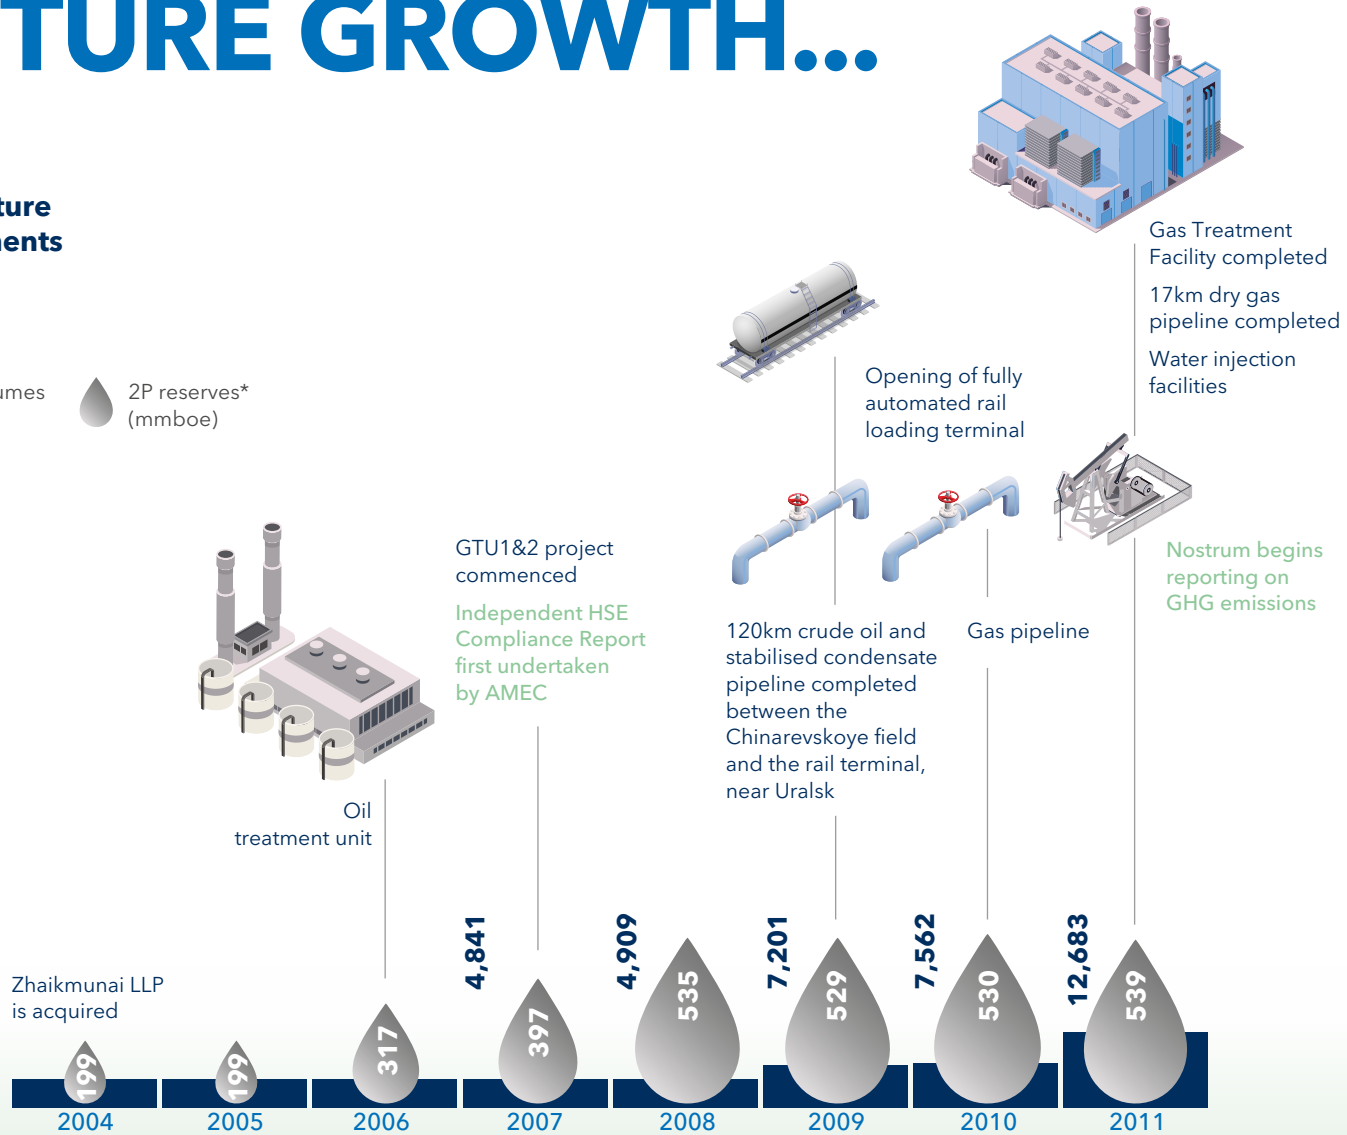 TURE GROWTH...
ture
ents
umes
2P reserves*
(mmboe)
Gas Treatment
Facility completed
17km dry gas
pipeline completed
Water injection
facilities
Opening of fully
automated rail
loading terminal
Nostrum begins
reporting on
GHG emissions
GTU1&2 project
commenced
Independent HSE
Compliance Report
first undertaken
by AMEC
120km crude oil and
stabilised condensate
pipeline completed
between the
Chinarevskoye field
and the rail terminal,
near Uralsk
Gas pipeline
Oil
treatment unit
Zhaikmunai LLP
is acquired
4,841
4,909
7,201
7,562
12,683
199
199
317
397
535
529
530
539
2004
2005
2006
2007
2008
2009
2010
2011